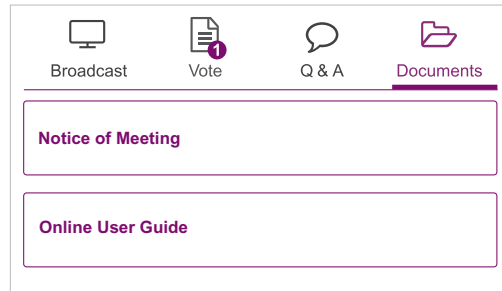 1
Broadcast Vote Q & A Documents
Notice of Meeting
Online User Guide